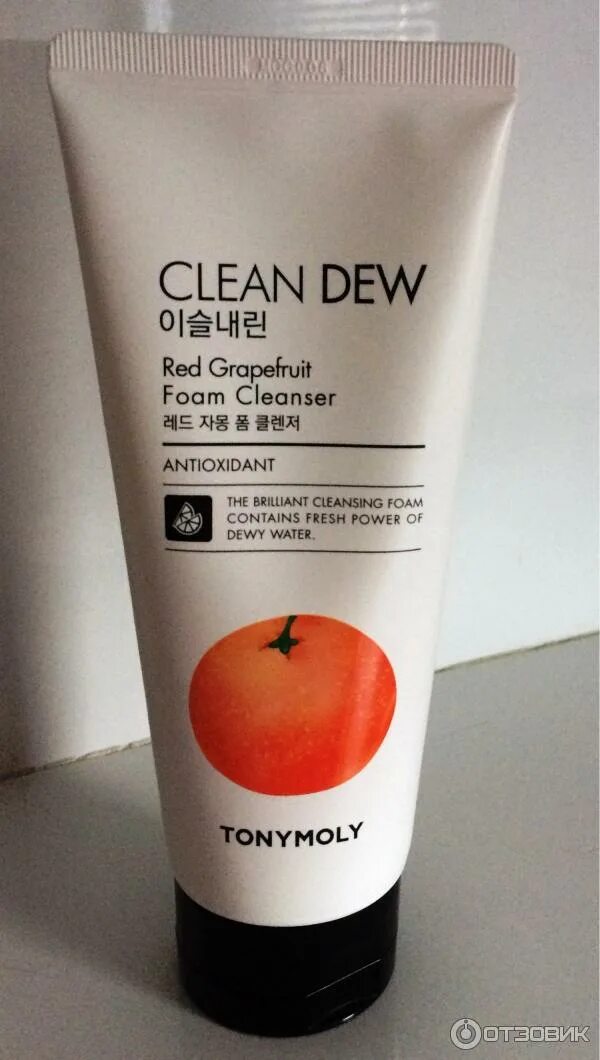 CLEAN DEW
이슬내린
Red Grapefruit
Foam Cleanser
레드 자몽 폼 클렌저
ANTIOXIDANT
THE BRILLIANT CLEANSING FOAM
CONTAINS FRESH POWER OF
DEWY WATER.
TONYMOLY
ОТЗОВИК